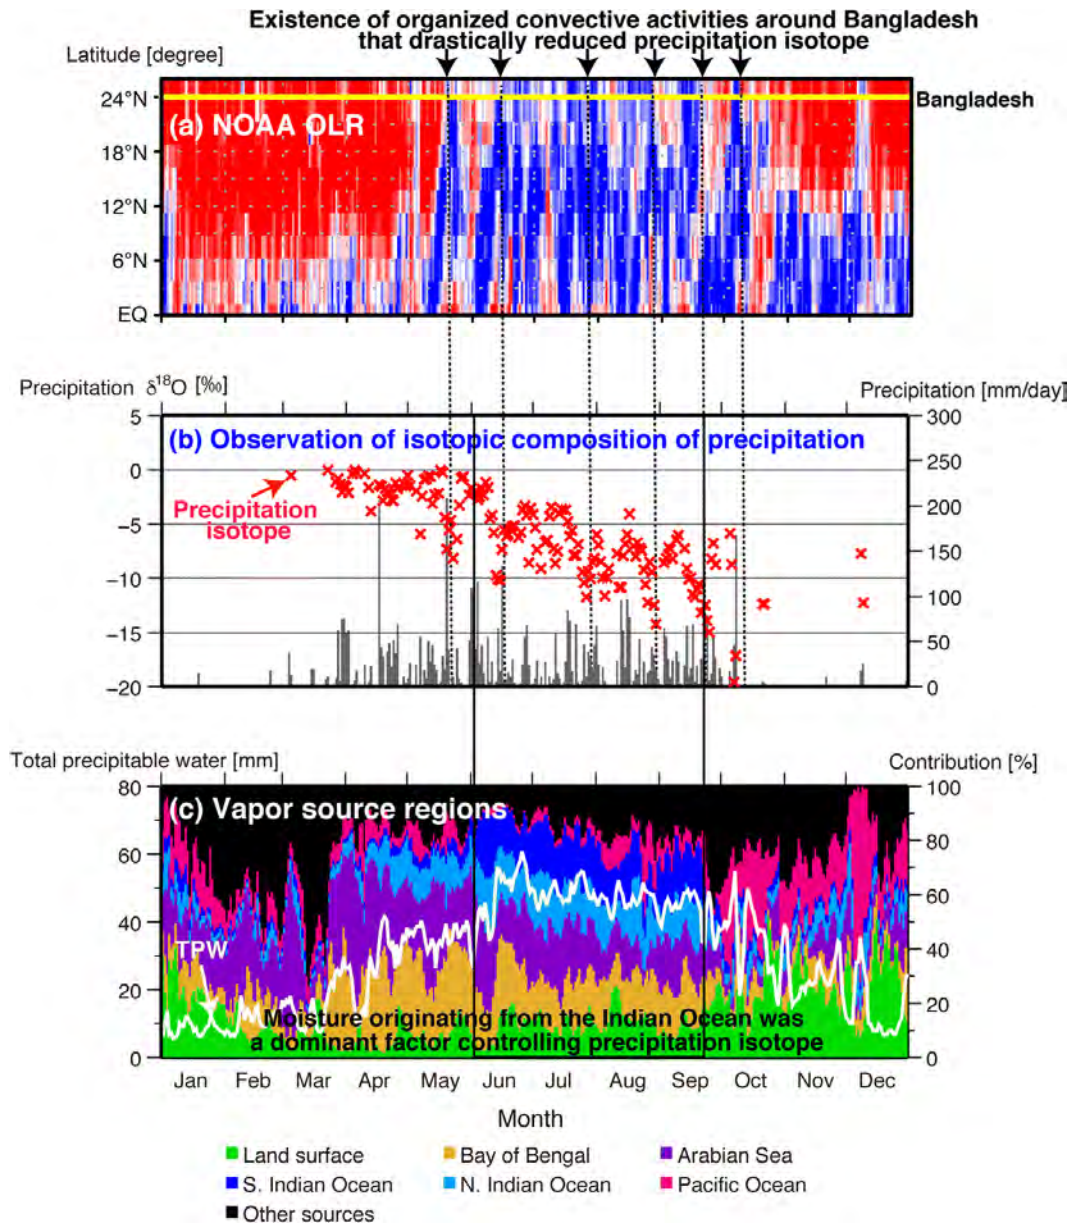 Existence of organized convective activities around Bangladesh
that drastically reduced precipitation isotope
Latitude [degree]
24°N
18°N
12°N
6°N
EQ
(a) NOAA OLR
Bangladesh
Precipitation δ18O [‰]
Precipitation [mm/day]
5
0
−5
−10
−15
−20
300
250
200
150
100
50
0
(b) Observation of isotopic composition of precipitation
Precipitation
isotope
Total precipitable water [mm]
Contribution [%]
80
60
40
20
0
100
80
60
40
20
0
(c) Vapor source regions
TPW
Moisture originating from the Indian Ocean was
a dominant factor controlling precipitation isotope
Jan Feb Mar Apr May Jun Jul Aug Sep Oct Nov Dec
Month
Land surface Bay of Bengal Arabian Sea
S. Indian Ocean N. Indian Ocean Pacific Ocean
Other sources